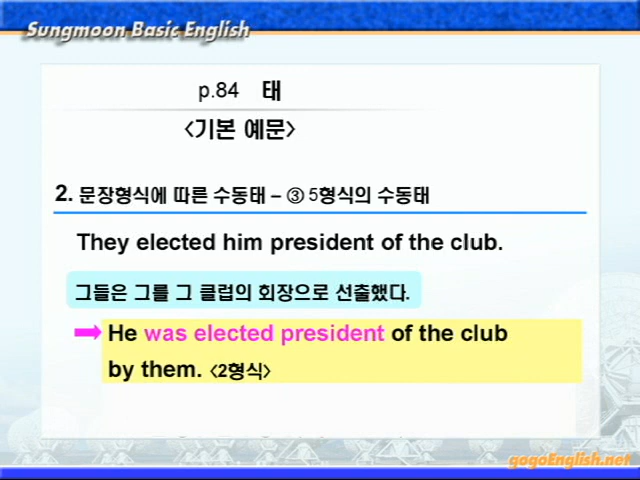 Sungmoon Basic English
p.84 태
<기본 예문>
2. 문장형식에 따른 수동태 – ③ 5형식의 수동태
They elected him president of the club.
그들은 그를 그 클럽의 회장으로 선출했다.
He was elected president of the club
by them. <2형식>
gogoEnglish.net